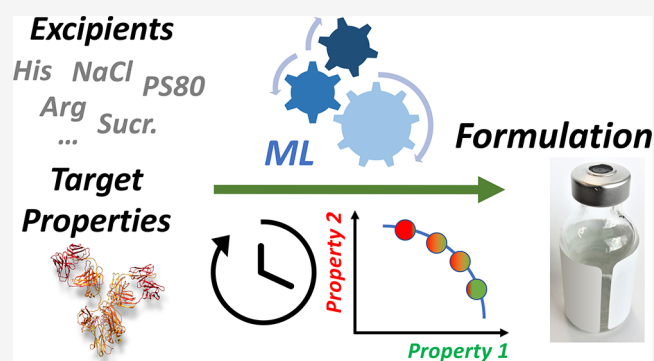 Excipients
His NaCl PS80
Arg
... Sucr.
ML
Formulation
Target
Properties
Property 2
Property 1